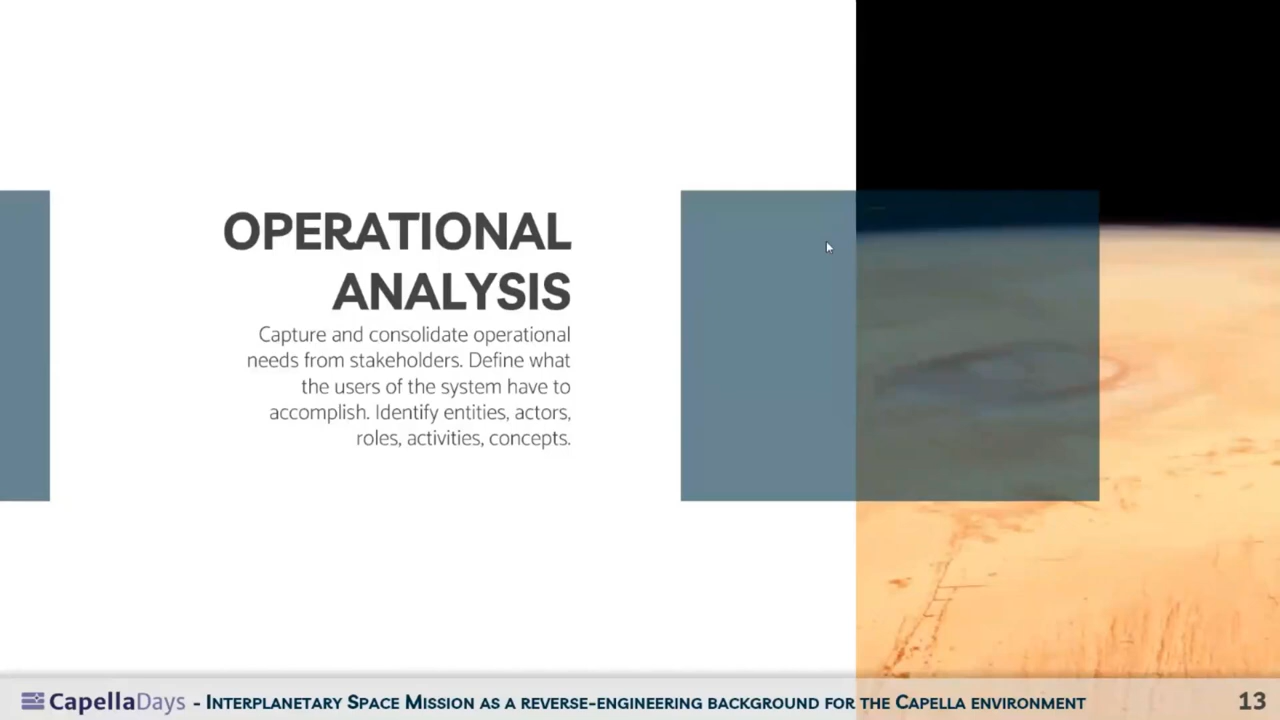 OPERATIONAL
ANALYSIS
Capture and consolidate operational
needs from stakeholders. Define what
the users of the system have to
accomplish. Identify entities, actors,
roles, activities, concepts.
CapellaDays - Interplanetary Space Mission as a reverse-engineering background for the Capella environment
13